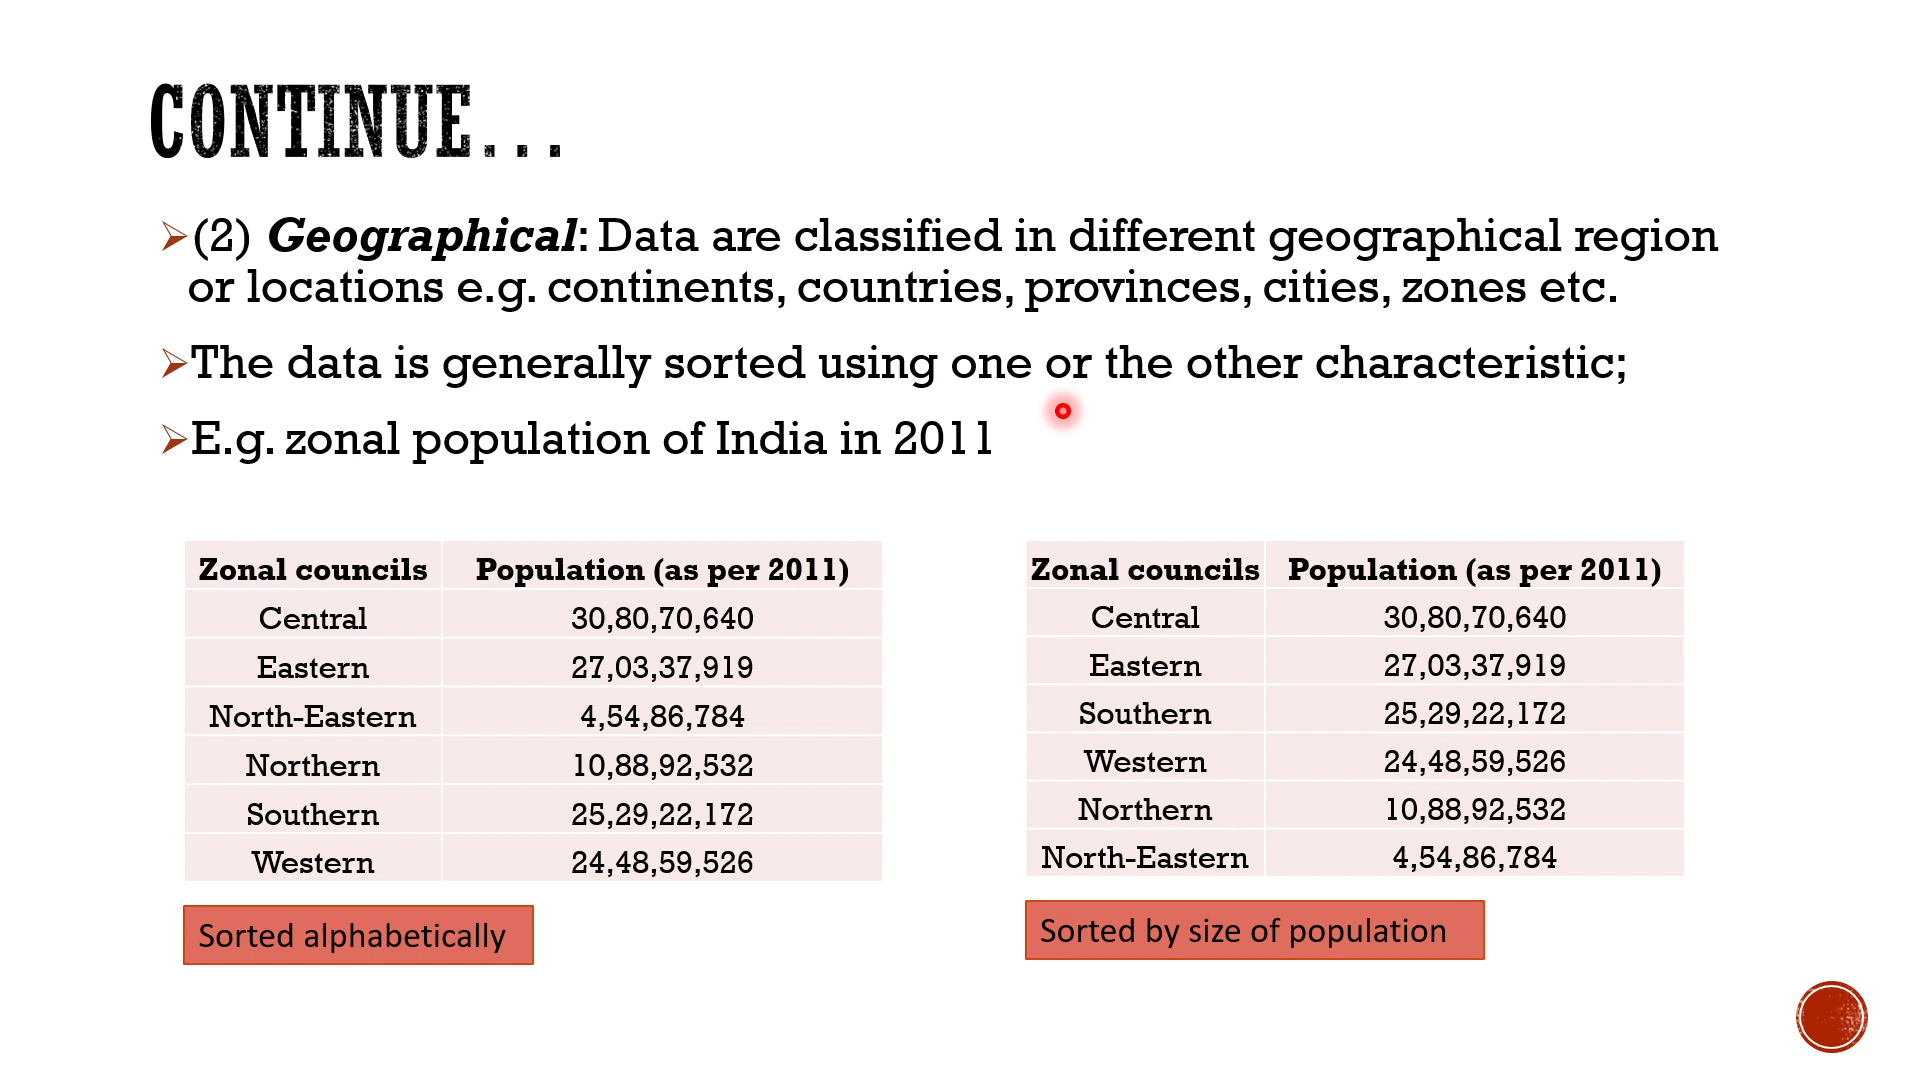 CONTINUE...
(2) Geographical: Data are classified in different geographical region
or locations e.g. continents, countries, provinces, cities, zones etc.
The data is generally sorted using one or the other characteristic;
E.g. zonal population of India in 2011
Zonal councils Population (as per 2011)
Central 30,80,70,640
Eastern 27,03,37,919
North-Eastern 4,54,86,784
Northern 10,88,92,532
Southern 25,29,22,172
Western 24,48,59,526
Sorted alphabetically
Zonal councils Population (as per 2011)
Central 30,80,70,640
Eastern 27,03,37,919
Southern 25,29,22,172
Western 24,48,59,526
Northern 10,88,92,532
North-Eastern 4,54,86,784
Sorted by size of population